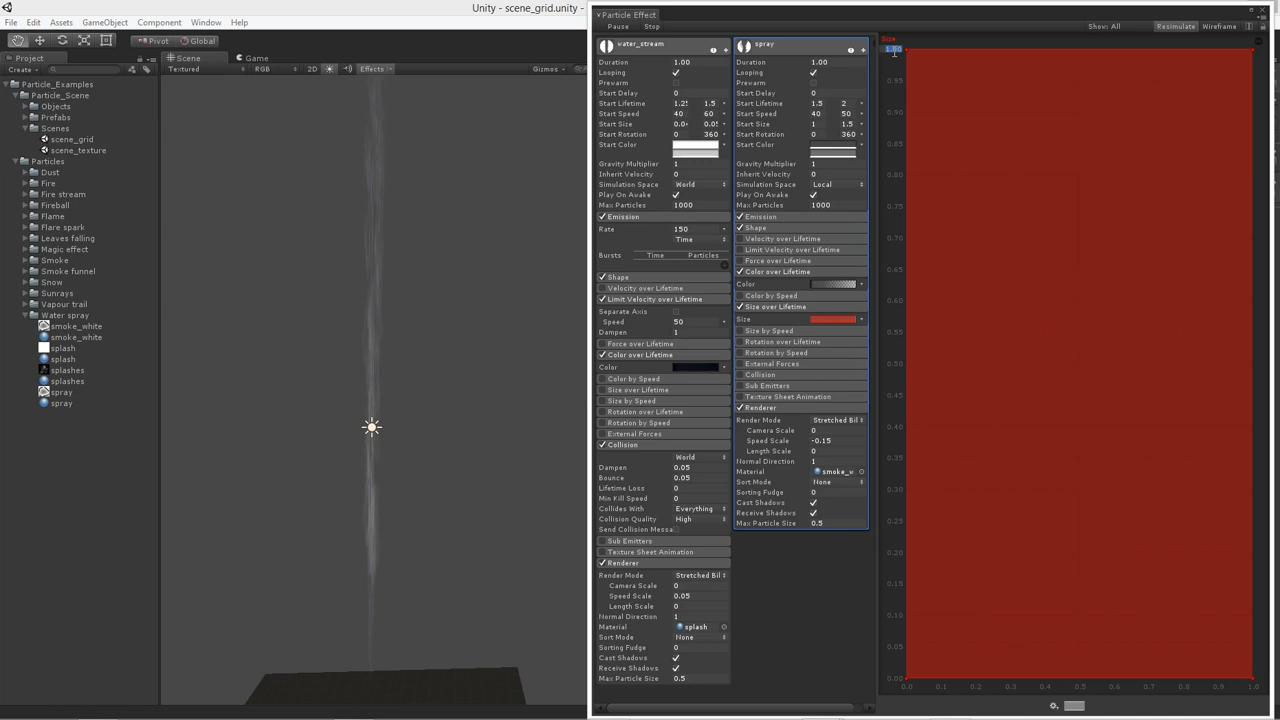 Unity - scene_grid.unity -
File Edit Assets GameObject Component Window Help
Pivot Global
Project
Create
Particle_Examples
Particle_Scene
Objects
Prefabs
Scenes
scene_grid
scene_texture
Particles
Dust
Fire
Fire stream
Fireball
Flame
Flare spark
Leaves falling
Magic effect
Smoke
Smoke funnel
Snow
Sunrays
Vapour trail
Water spray
smoke_white
smoke_white
splash
splash
splashes
splashes
spray
spray
Scene Game
Textured RGB 2D Effects Gizmos
Particle Effect
Pause Stop Show: All Resimulate Wireframe
water_stream
Duration 1.00
Looping
Prewarm
Start Delay 0
Start Lifetime 1.25 1.5
Start Speed 40 60
Start Size 0.0 0.05
Start Rotation 0 360
Start Color
Gravity Multiplier 1
Inherit Velocity 0
Simulation Space World
Play On Awake
Max Particles 1000
Emission
Rate 150
Time
Bursts Time Particles
Shape
Velocity over Lifetime
Limit Velocity over Lifetime
Separate Axis
Speed 50
Dampen 1
Force over Lifetime
Color over Lifetime
Color
Color by Speed
Size over Lifetime
Size by Speed
Rotation over Lifetime
Rotation by Speed
External Forces
Collision
World
Dampen 0.05
Bounce 0.05
Lifetime Loss 0
Min Kill Speed 0
Collides With Everything
Collision Quality High
Send Collision Messa
Sub Emitters
Texture Sheet Animation
Renderer
Render Mode Stretched Bil
Camera Scale 0
Speed Scale 0.05
Length Scale 0
Normal Direction 1
Material splash
Sort Mode None
Sorting Fudge 0
Cast Shadows
Receive Shadows
Max Particle Size 0.5
spray
Duration 1.00
Looping
Prewarm
Start Delay 0
Start Lifetime 1.5 2
Start Speed 40 50
Start Size 1 1.5
Start Rotation 0 360
Start Color
Gravity Multiplier 1
Inherit Velocity 0
Simulation Space Local
Play On Awake
Max Particles 1000
Emission
Shape
Velocity over Lifetime
Limit Velocity over Lifetime
Force over Lifetime
Color over Lifetime
Color
Color by Speed
Size over Lifetime
Size
Size by Speed
Rotation over Lifetime
Rotation by Speed
External Forces
Collision
Sub Emitters
Texture Sheet Animation
Renderer
Render Mode Stretched Bil
Camera Scale 0
Speed Scale -0.15
Length Scale 0
Normal Direction 1
Material smoke_w
Sort Mode None
Sorting Fudge 0
Cast Shadows
Receive Shadows
Max Particle Size 0.5
Size
0.95
0.90
0.85
0.80
0.75
0.70
0.65
0.60
0.55
0.50
0.45
0.40
0.35
0.30
0.25
0.20
0.15
0.10
0.05
0.00
0.0 0.1 0.2 0.3 0.4 0.5 0.6 0.7 0.8 0.9 1.0